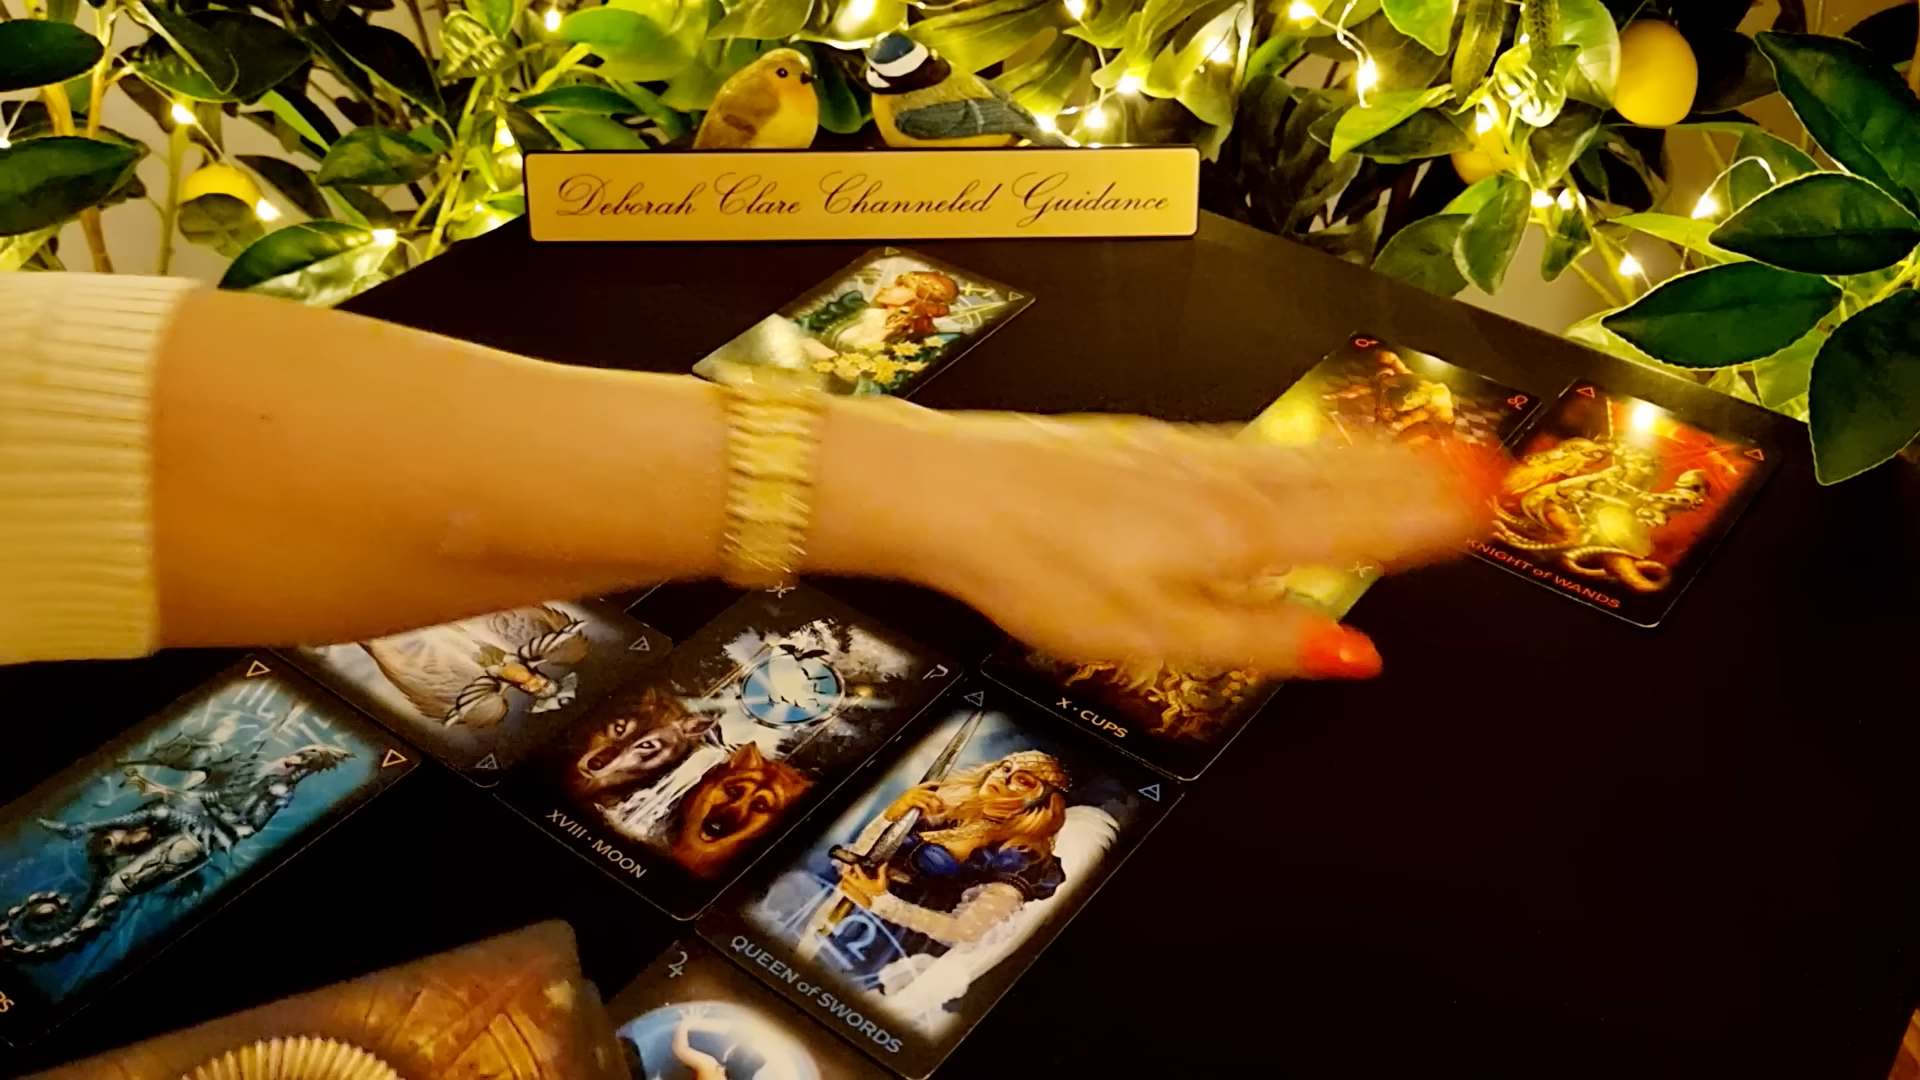 Deborah Clare Channeled Guidance
KNIGHT of WANDS
X • CUPS
XVIII • MOON
QUEEN of SWORDS